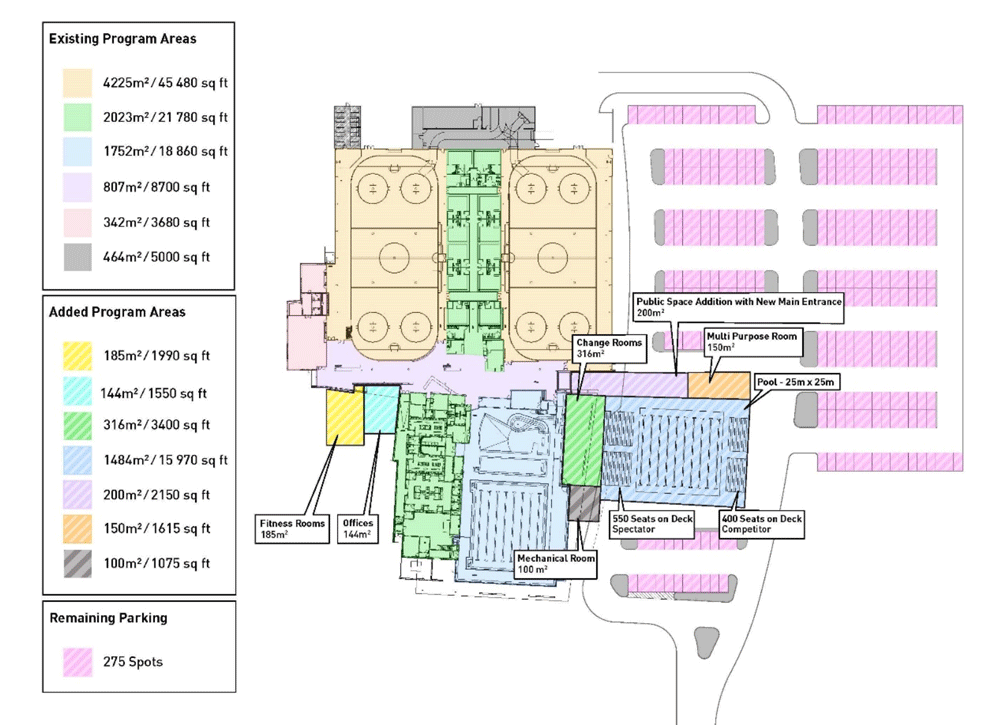 Existing Program Areas
4225m²/45 480 sq ft
2023m²/21 780 sq ft
1752m²/18 860 sq ft
807m²/8700 sq ft
342m²/3680 sq ft
464m²/5000 sq ft
Added Program Areas
185m²/1990 sq ft
144m²/1550 sq ft
316m²/3400 sq ft
1484m²/15 970 sq ft
200m²/2150 sq ft
150m²/1615 sq ft
100m²/1075 sq ft
Remaining Parking
275 Spots
Public Space Addition with New Main Entrance
200m²
Change Rooms
316m²
Multi Purpose Room
150m²
Pool - 25m x 25m
Fitness Rooms
185m²
Offices
144m²
550 Seats on Deck
Spectator
400 Seats on Deck
Competitor
Mechanical Room
100 m²